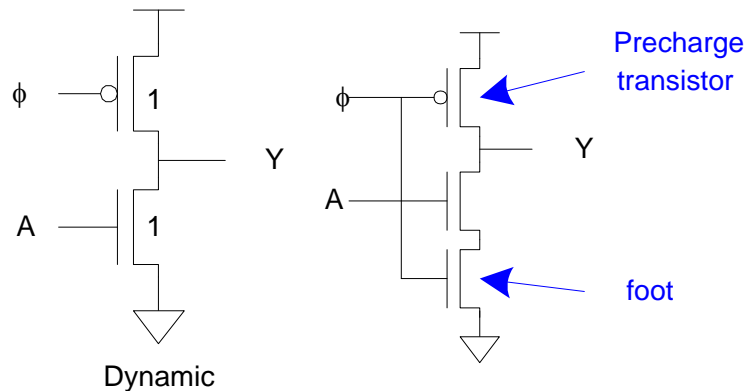 ϕ
1
Y
A
1
Dynamic
ϕ
Y
A
Precharge
transistor
foot